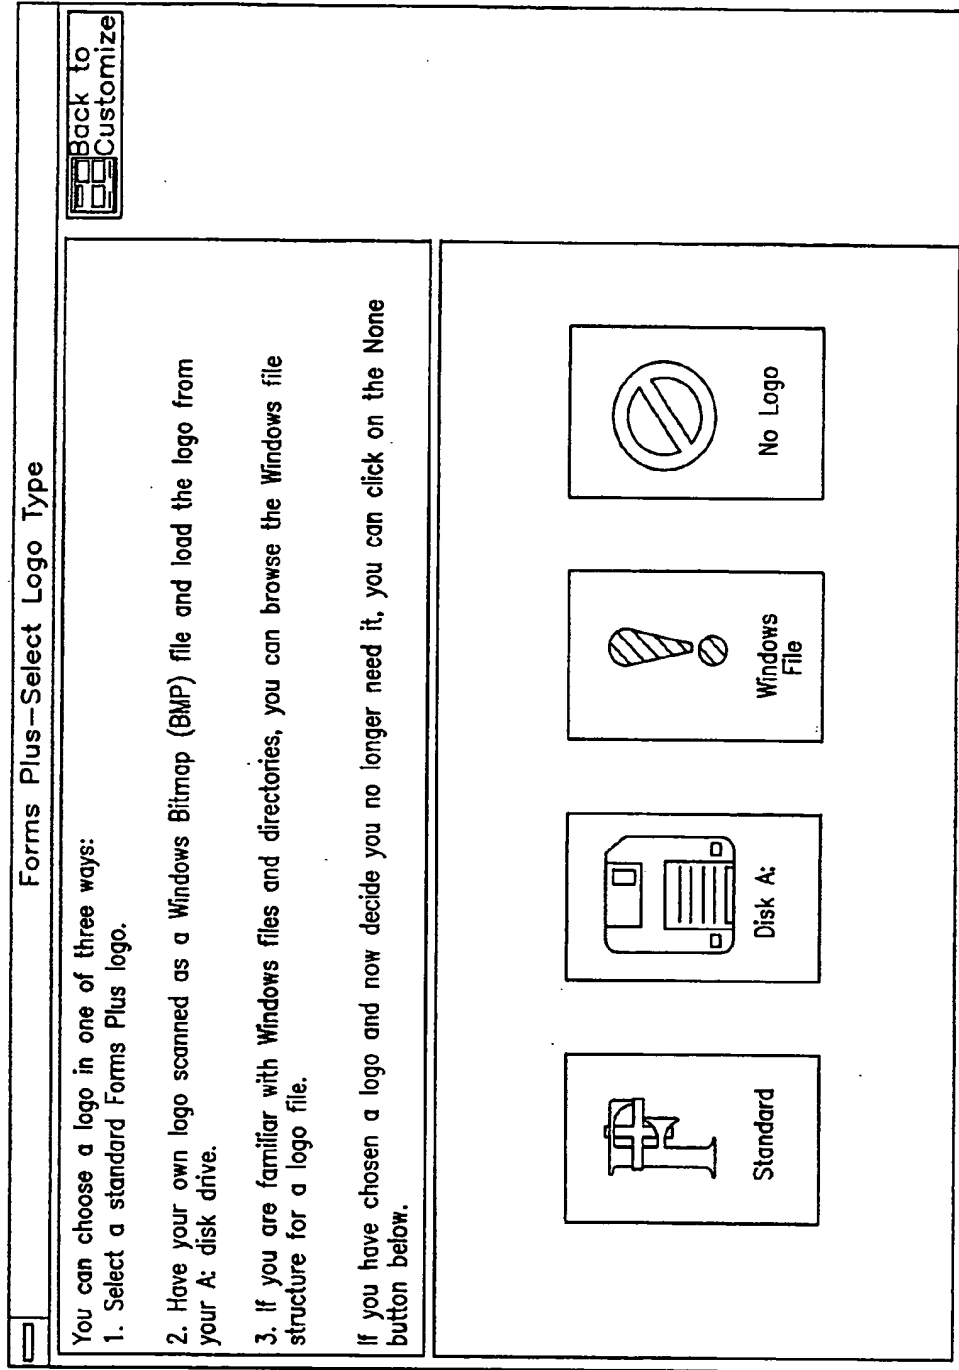 Forms Plus-Select Logo Type
Back to
Customize
You can choose a logo in one of three ways:
1. Select a standard Forms Plus logo.
2. Have your own logo scanned as a Windows Bitmap (BMP) file and load the logo from
your A: disk drive.
3. If you are familiar with Windows files and directories, you can browse the Windows file
structure for a logo file.
If you have chosen a logo and now decide you no longer need it, you can click on the None
button below.
Standard
Disk A:
Windows
File
No Logo